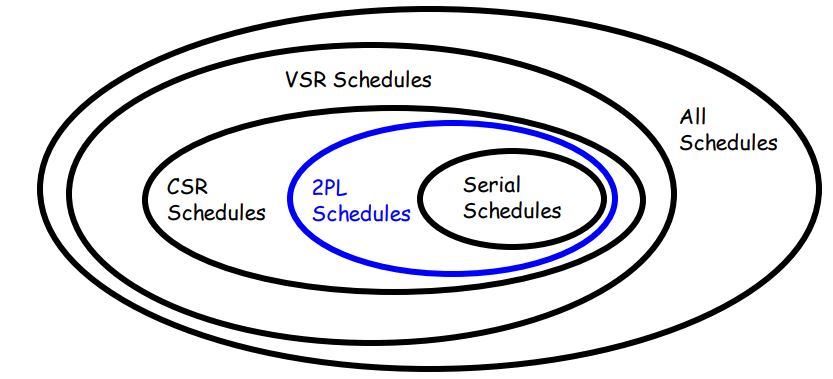 VSR Schedules
All
Schedules
CSR
Schedules
2PL
Schedules
Serial
Schedules